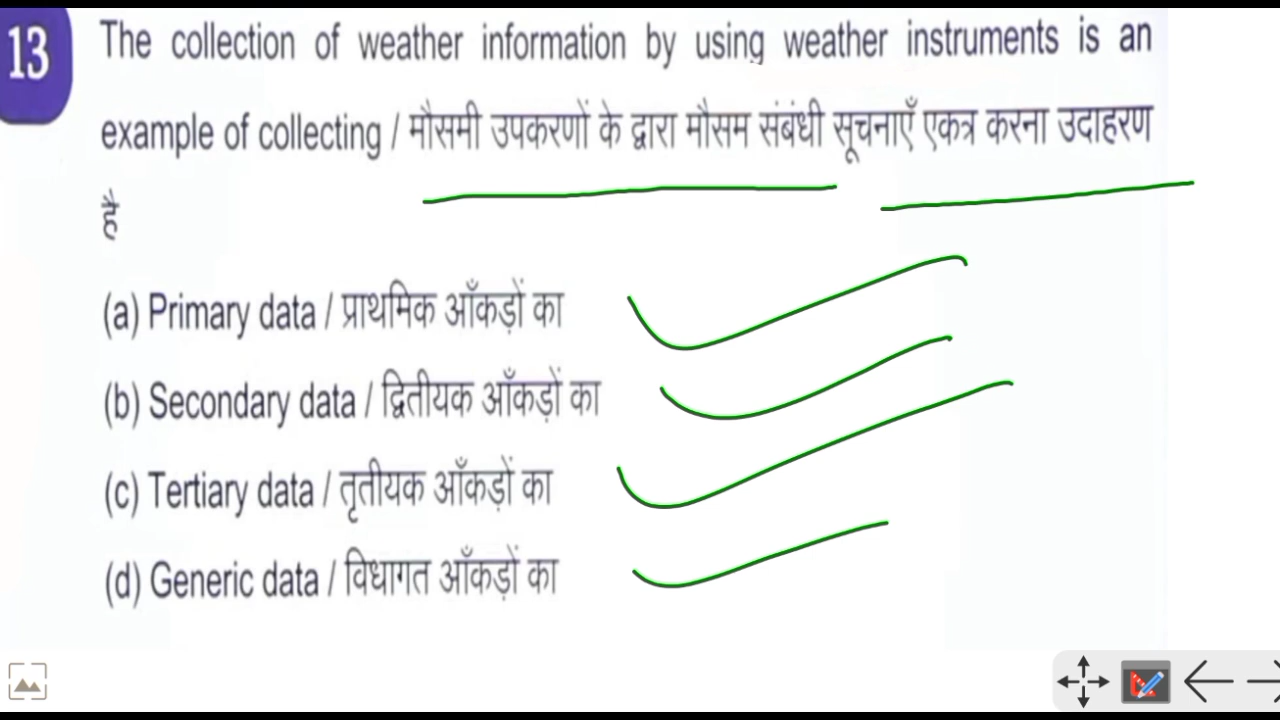 13
The collection of weather information by using weather instruments is an
example of collecting / मौसमी उपकरणों के द्वारा मौसम संबंधी सूचनाएँ एकत्र करना उदाहरण
है
(a) Primary data / प्राथमिक आँकड़ों का
(b) Secondary data / द्वितीयक आँकड़ों का
(c) Tertiary data / तृतीयक आँकड़ों का
(d) Generic data / विधागत आँकड़ों का